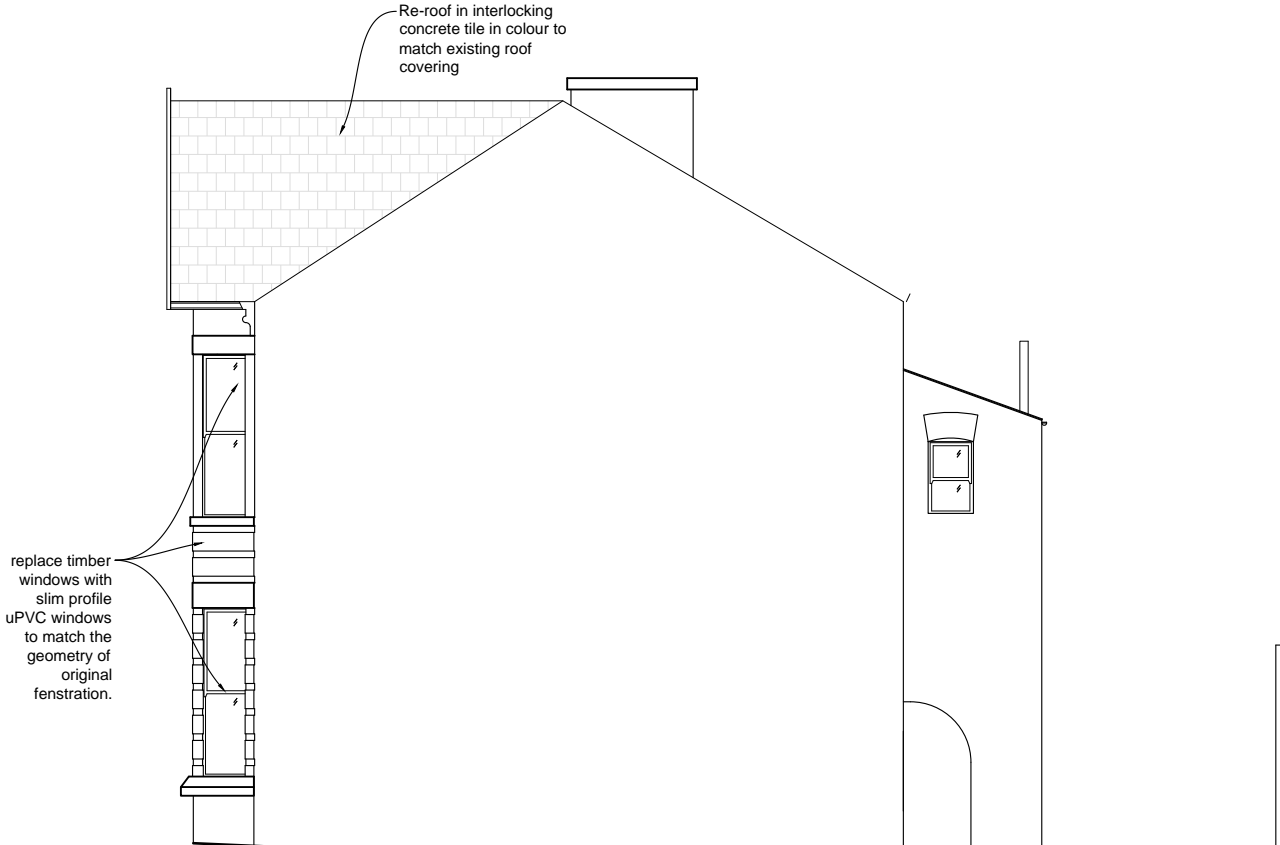 Re-roof in interlocking
concrete tile in colour to
match existing roof
covering
replace timber
windows with
slim profile
uPVC windows
to match the
geometry of
original
fenstration.